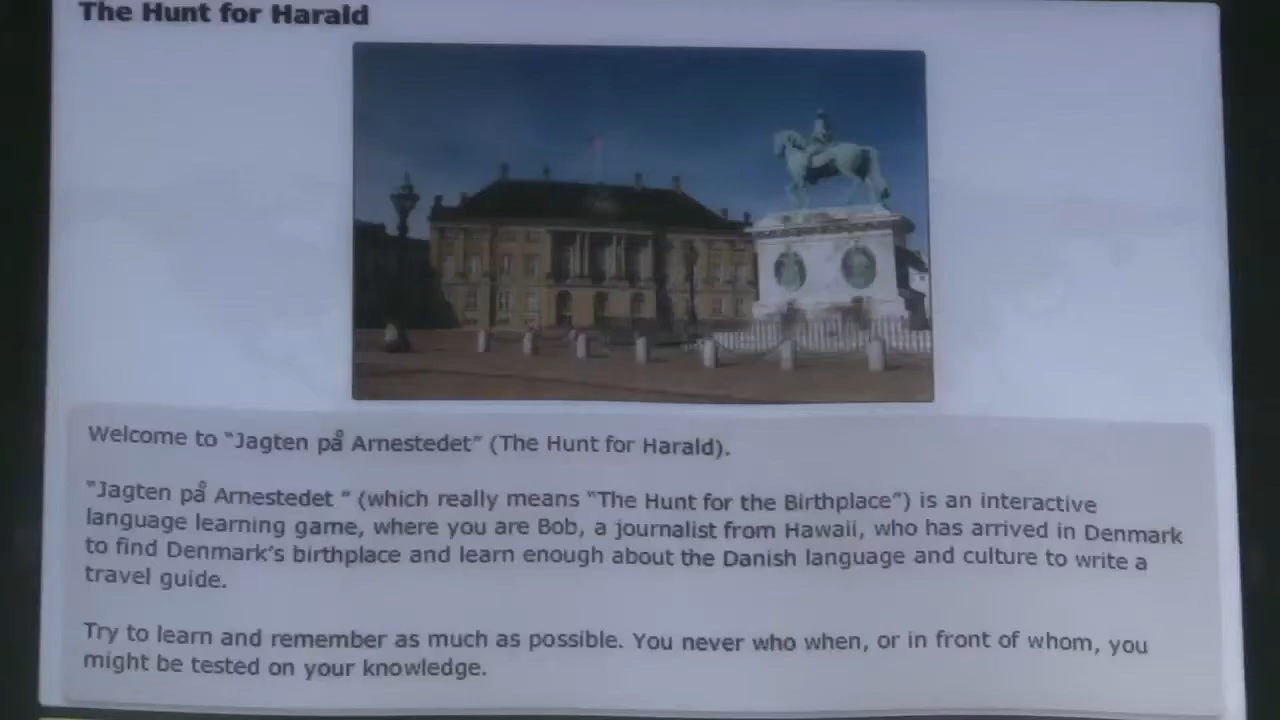 The Hunt for Harald
Welcome to "Jagten på Arnestedet" (The Hunt for Harald).
"Jagten på Arnestedet " (which really means "The Hunt for the Birthplace") is an interactive
language learning game, where you are Bob, a journalist from Hawaii, who has arrived in Denmark
to find Denmark's birthplace and learn enough about the Danish language and culture to write a
travel guide.
Try to learn and remember as much as possible. You never who when, or in front of whom, you
might be tested on your knowledge.